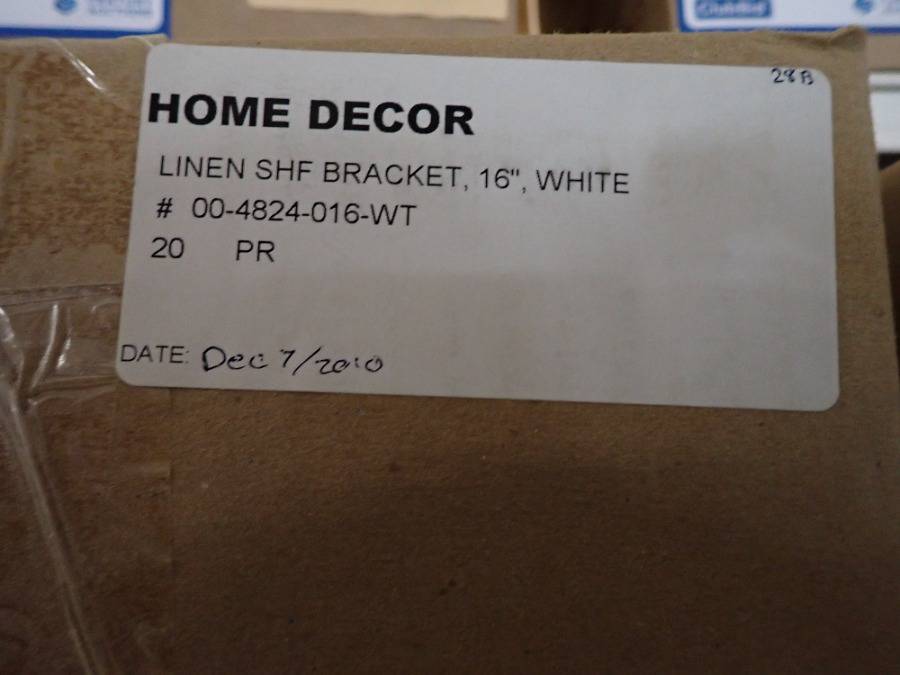 28B
HOME DECOR
LINEN SHF BRACKET, 16", WHITE
# 00-4824-016-WT
20 PR
DATE: Dec 7/2010